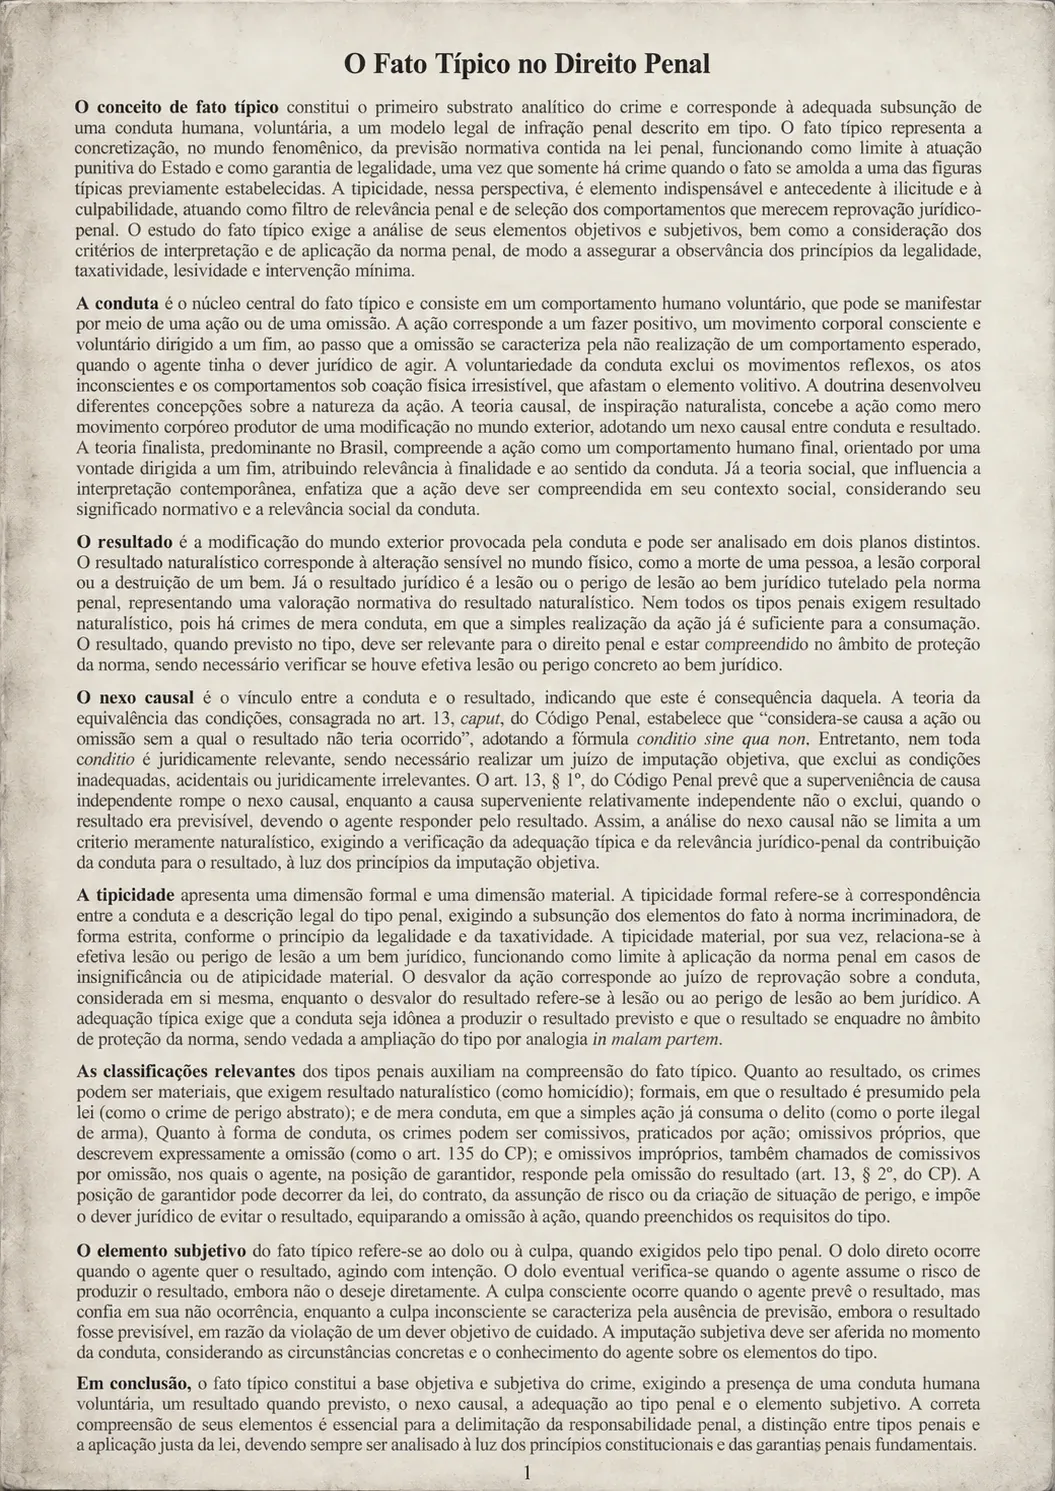 O Fato Típico no Direito Penal
O conceito de fato típico constitui o primeiro substrato analítico do crime e corresponde à adequada subsunção de
uma conduta humana, voluntária, a um modelo legal de infração penal descrito em tipo. O fato típico representa a
concretização, no mundo fenomênico, da previsão normativa contida na lei penal, funcionando como limite à atuação
punitiva do Estado e como garantia de legalidade, uma vez que somente há crime quando o fato se amolda a uma das figuras
típicas previamente estabelecidas. A tipicidade, nessa perspectiva, é elemento indispensável e antecedente à ilicitude e à
culpabilidade, atuando como filtro de relevância penal e de seleção dos comportamentos que merecem reprovação jurídico-
penal. O estudo do fato típico exige a análise de seus elementos objetivos e subjetivos, bem como a consideração dos
critérios de interpretação e de aplicação da norma penal, de modo a assegurar a observância dos princípios da legalidade,
taxatividade, lesividade e intervenção mínima.
A conduta é o núcleo central do fato típico e consiste em um comportamento humano voluntário, que pode se manifestar
por meio de uma ação ou de uma omissão. A ação corresponde a um fazer positivo, um movimento corporal consciente e
voluntário dirigido a um fim, ao passo que a omissão se caracteriza pela não realização de um comportamento esperado,
quando o agente tinha o dever jurídico de agir. A voluntariedade da conduta exclui os movimentos reflexos, os atos
inconscientes e os comportamentos sob coação física irresistível, que afastam o elemento volitivo. A doutrina desenvolveu
diferentes concepções sobre a natureza da ação. A teoria causal, de inspiração naturalista, concebe a ação como mero
movimento corpóreo produtor de uma modificação no mundo exterior, adotando um nexo causal entre conduta e resultado.
A teoria finalista, predominante no Brasil, compreende a ação como um comportamento humano final, orientado por uma
vontade dirigida a um fim, atribuindo relevância à finalidade e ao sentido da conduta. Já a teoria social, que influencia a
interpretação contemporânea, enfatiza que a ação deve ser compreendida em seu contexto social, considerando seu
significado normativo e a relevância social da conduta.
O resultado é a modificação do mundo exterior provocada pela conduta e pode ser analisado em dois planos distintos.
O resultado naturalístico corresponde à alteração sensível no mundo físico, como a morte de uma pessoa, a lesão corporal
ou a destruição de um bem. Já o resultado jurídico é a lesão ou o perigo de lesão ao bem jurídico tutelado pela norma
penal, representando uma valoração normativa do resultado naturalístico. Nem todos os tipos penais exigem resultado
naturalístico, pois há crimes de mera conduta, em que a simples realização da ação já é suficiente para a consumação.
O resultado, quando previsto no tipo, deve ser relevante para o direito penal e estar compreendido no âmbito de proteção
da norma, sendo necessário verificar se houve efetiva lesão ou perigo concreto ao bem jurídico.
O nexo causal é o vínculo entre a conduta e o resultado, indicando que este é consequência daquela. A teoria da
equivalência das condições, consagrada no art. 13, caput, do Código Penal, estabelece que “considera-se causa a ação ou
omissão sem a qual o resultado não teria ocorrido”, adotando a fórmula conditio sine qua non. Entretanto, nem toda
conditio é juridicamente relevante, sendo necessário realizar um juízo de imputação objetiva, que exclui as condições
inadequadas, acidentais ou juridicamente irrelevantes. O art. 13, § 1º, do Código Penal prevê que a superveniência de causa
independente rompe o nexo causal, enquanto a causa superveniente relativamente independente não o exclui, quando o
resultado era previsível, devendo o agente responder pelo resultado. Assim, a análise do nexo causal não se limita a um
criterio meramente naturalístico, exigindo a verificação da adequação típica e da relevância jurídico-penal da contribuição
da conduta para o resultado, à luz dos princípios da imputação objetiva.
A tipicidade apresenta uma dimensão formal e uma dimensão material. A tipicidade formal refere-se à correspondência
entre a conduta e a descrição legal do tipo penal, exigindo a subsunção dos elementos do fato à norma incriminadora, de
forma estrita, conforme o princípio da legalidade e da taxatividade. A tipicidade material, por sua vez, relaciona-se à
efetiva lesão ou perigo de lesão a um bem jurídico, funcionando como limite à aplicação da norma penal em casos de
insignificância ou de atipicidade material. O desvalor da ação corresponde ao juízo de reprovação sobre a conduta,
considerada em si mesma, enquanto o desvalor do resultado refere-se à lesão ou ao perigo de lesão ao bem jurídico. A
adequação típica exige que a conduta seja idônea a produzir o resultado previsto e que o resultado se enquadre no âmbito
de proteção da norma, sendo vedada a ampliação do tipo por analogia in malam partem.
As classificações relevantes dos tipos penais auxiliam na compreensão do fato típico. Quanto ao resultado, os crimes
podem ser materiais, que exigem resultado naturalístico (como homicídio); formais, em que o resultado é presumido pela
lei (como o crime de perigo abstrato); e de mera conduta, em que a simples ação já consuma o delito (como o porte ilegal
de arma), Quanto à forma de conduta, os crimes podem ser comissivos, praticados por ação; omissivos próprios, que
descrevem expressamente a omissão (como o art. 135 do CP); e omissivos impróprios, tambêm chamados de comissivos
por omissão, nos quais o agente, na posição de garantidor, responde pela omissão do resultado (art. 13, § 2º, do CP). A
posição de garantidor pode decorrer da lei, do contrato, da assunção de risco ou da criação de situação de perigo, e impõe
o dever jurídico de evitar o resultado, equiparando a omissão à ação, quando preenchidos os requisitos do tipo.
O elemento subjetivo do fato típico refere-se ao dolo ou à culpa, quando exigidos pelo tipo penal. O dolo direto ocorre
quando o agente quer o resultado, agindo com intenção. O dolo eventual verifica-se quando o agente assume o risco de
produzir o resultado, embora não o deseje diretamente. A culpa consciente ocorre quando o agente prevê o resultado, mas
confia em sua não ocorrência, enquanto a culpa inconsciente se caracteriza pela ausência de previsão, embora o resultado
fosse previsível, em razão da violação de um dever objetivo de cuidado. A imputação subjetiva deve ser aferida no momento
da conduta, considerando as circunstâncias concretas e o conhecimento do agente sobre os elementos do tipo.
Em conclusão, o fato típico constitui a base objetiva e subjetiva do crime, exigindo a presença de uma conduta humana
voluntária, um resultado quando previsto, o nexo causal, a adequação ao tipo penal e o elemento subjetivo. A correta
compreensão de seus elementos é essencial para a delimitação da responsabilidade penal, a distinção entre tipos penais e
a aplicação justa da lei, devendo sempre ser analisado à luz dos princípios constitucionais e das garantias penais fundamentais.
1